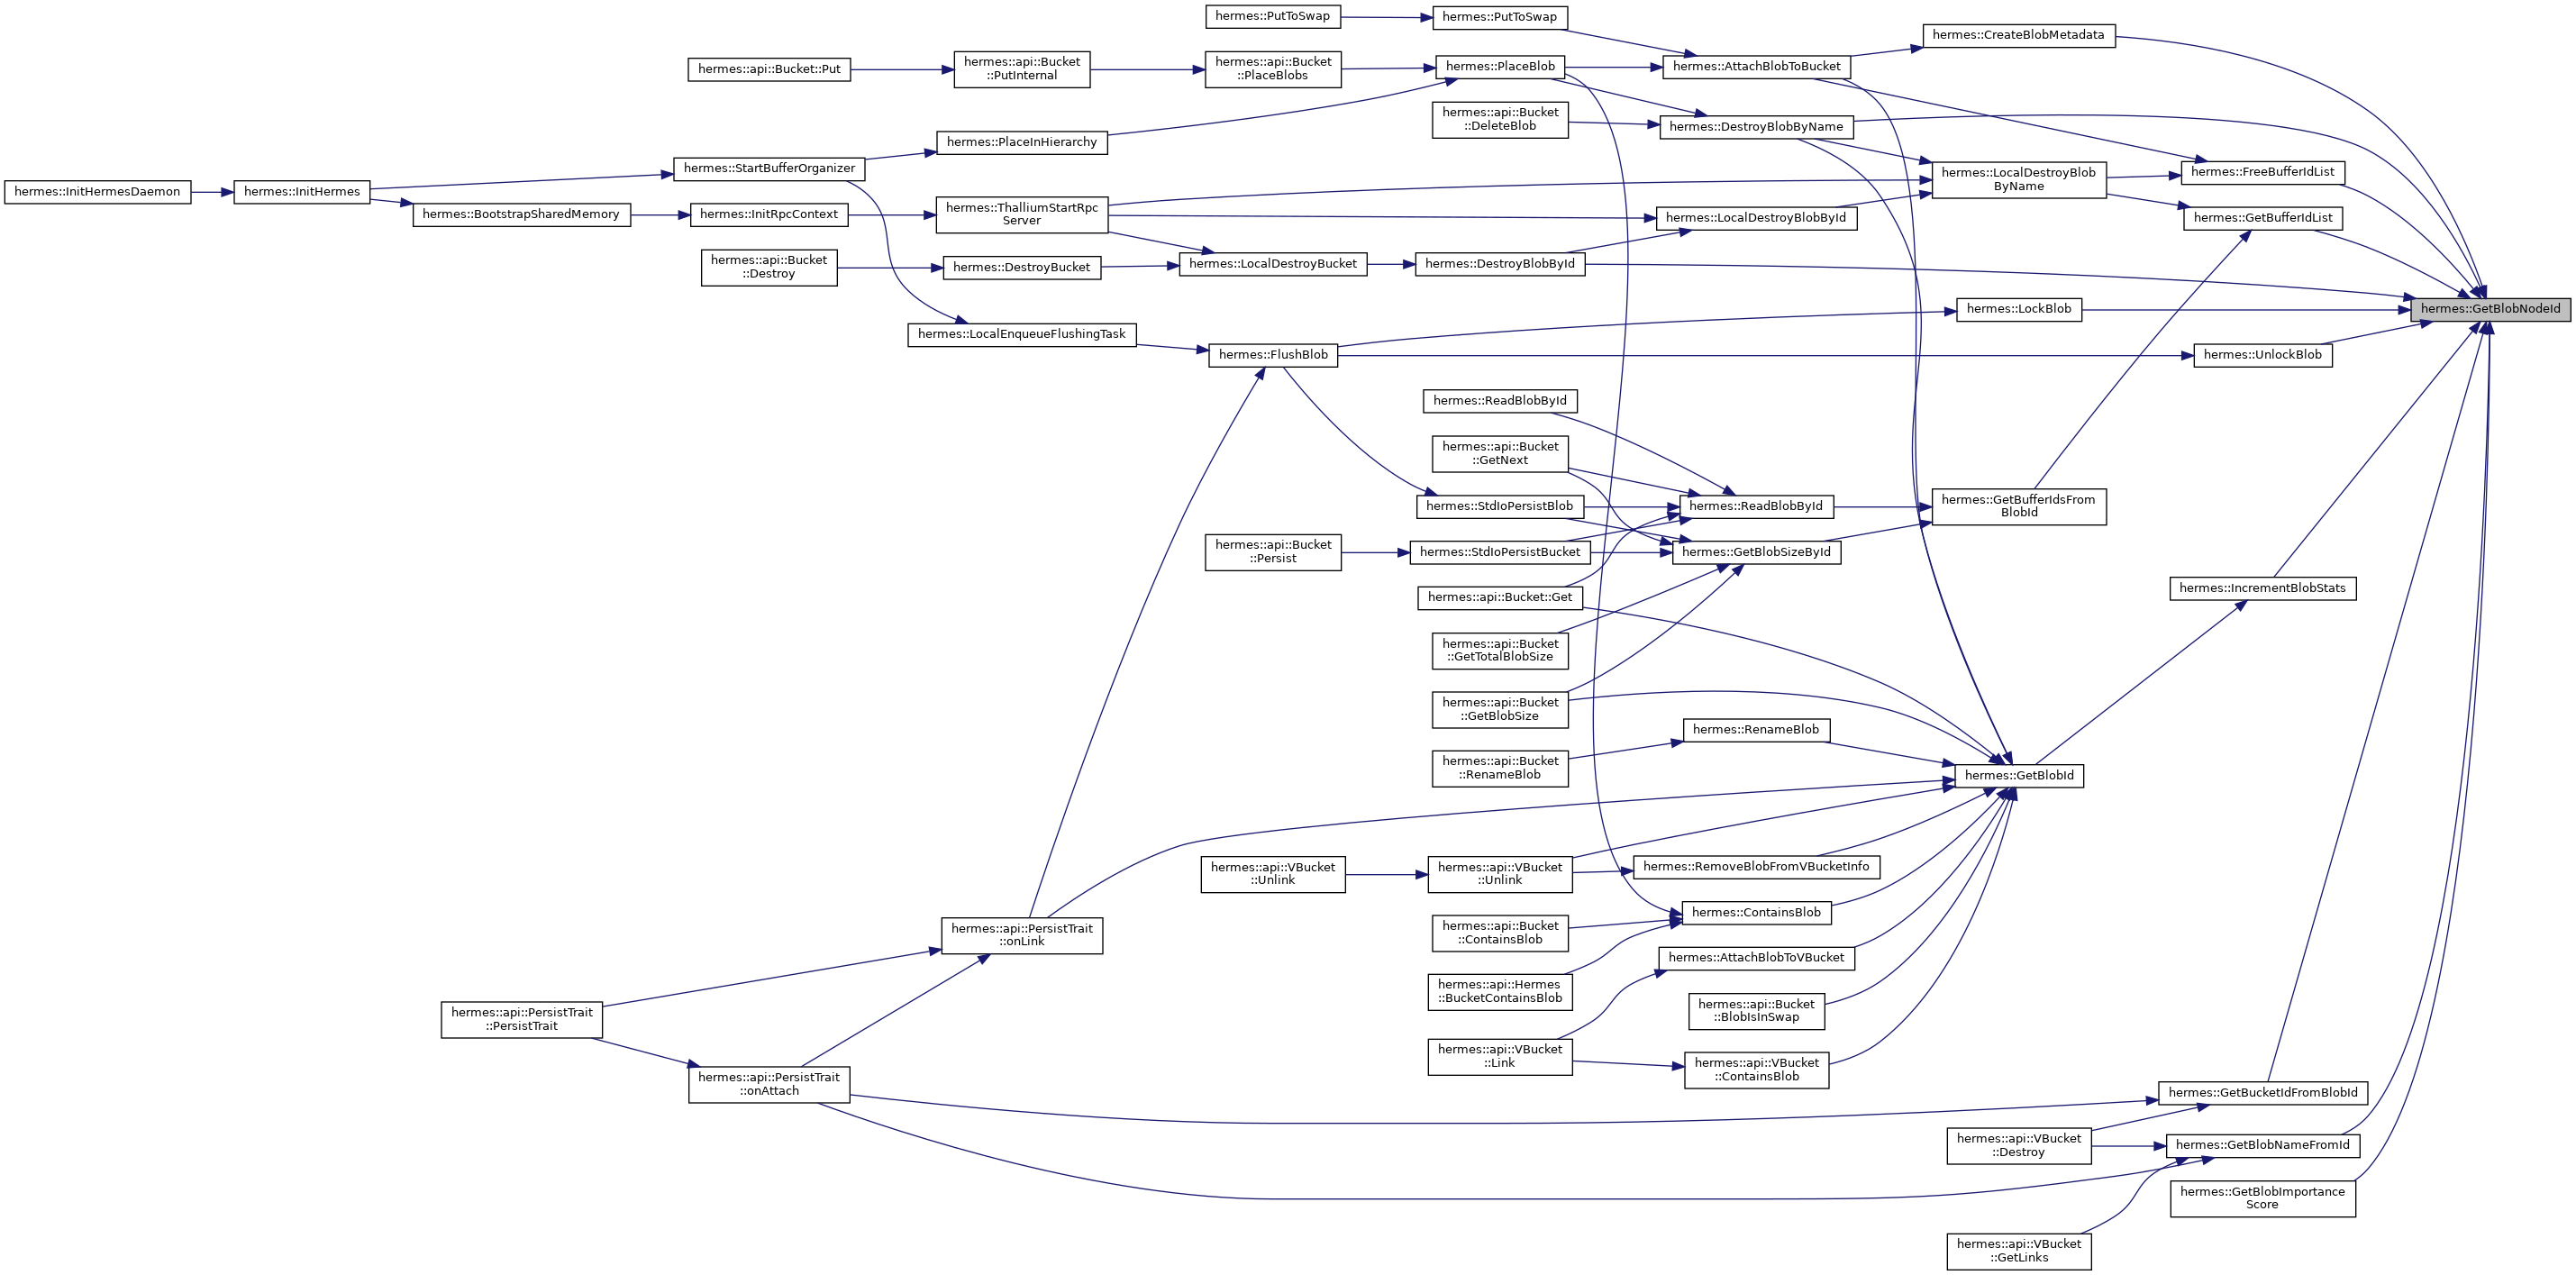 hermes::PutToSwap
hermes::PutToSwap
hermes::CreateBlobMetadata
hermes::api::Bucket::Put
hermes::api::Bucket
::PutInternal
hermes::api::Bucket
::PlaceBlobs
hermes::PlaceBlob
hermes::AttachBlobToBucket
hermes::api::Bucket
::DeleteBlob
hermes::DestroyBlobByName
hermes::PlaceInHierarchy
hermes::StartBufferOrganizer
hermes::LocalDestroyBlob
ByName
hermes::FreeBufferIdList
hermes::InitHermesDaemon
hermes::InitHermes
hermes::BootstrapSharedMemory
hermes::InitRpcContext
hermes::ThalliumStartRpc
Server
hermes::LocalDestroyBlobById
hermes::GetBufferIdList
hermes::api::Bucket
::Destroy
hermes::DestroyBucket
hermes::LocalDestroyBucket
hermes::DestroyBlobById
hermes::LockBlob
hermes::GetBlobNodeId
hermes::LocalEnqueueFlushingTask
hermes::FlushBlob
hermes::UnlockBlob
hermes::ReadBlobById
hermes::api::Bucket
::GetNext
hermes::StdIoPersistBlob
hermes::ReadBlobById
hermes::GetBufferIdsFrom
BlobId
hermes::api::Bucket
::Persist
hermes::StdIoPersistBucket
hermes::GetBlobSizeById
hermes::api::Bucket::Get
hermes::IncrementBlobStats
hermes::api::Bucket
::GetTotalBlobSize
hermes::api::Bucket
::GetBlobSize
hermes::RenameBlob
hermes::api::Bucket
::RenameBlob
hermes::GetBlobId
hermes::api::VBucket
::Unlink
hermes::api::VBucket
::Unlink
hermes::RemoveBlobFromVBucketInfo
hermes::api::PersistTrait
::onLink
hermes::api::Bucket
::ContainsBlob
hermes::ContainsBlob
hermes::AttachBlobToVBucket
hermes::api::Hermes
::BucketContainsBlob
hermes::api::Bucket
::BlobIsInSwap
hermes::api::PersistTrait
::PersistTrait
hermes::api::VBucket
::Link
hermes::api::VBucket
::ContainsBlob
hermes::api::PersistTrait
::onAttach
hermes::GetBucketIdFromBlobId
hermes::api::VBucket
::Destroy
hermes::GetBlobNameFromId
hermes::GetBlobImportance
Score
hermes::api::VBucket
::GetLinks